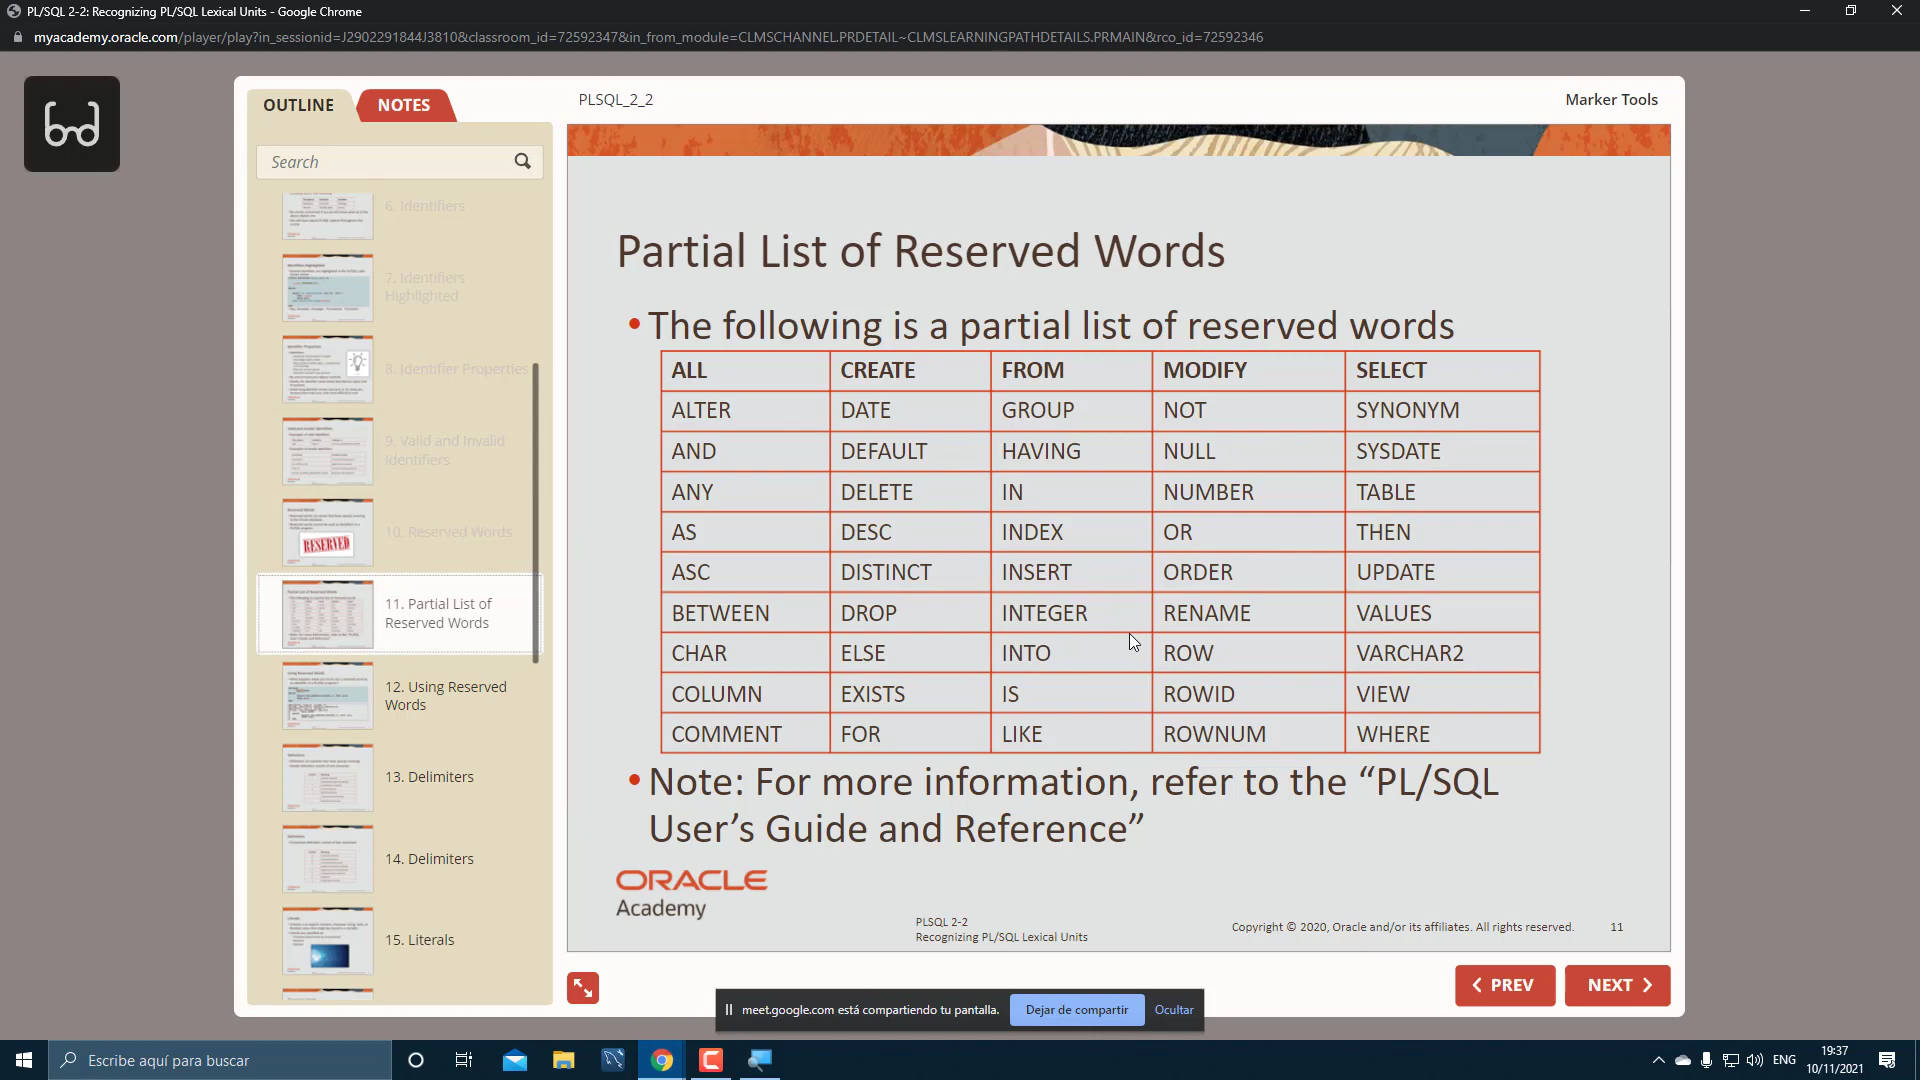 PL/SQL 2-2: Recognizing PL/SQL Lexical Units - Google Chrome
myacademy.oracle.com/player/play?in_sessionid=J2902291844J3810&classroom_id=72592347&in_from_module=CLMSCHANNEL.PRDETAIL~CLMSLEARNINGPATHDETAILS.PRMAIN&rco_id=72592346
OUTLINE
NOTES
PLSQL_2_2
Marker Tools
Search
6. Identifiers
7. Identifiers
Highlighted
8. Identifier Properties
9. Valid and Invalid
Identifiers
10. Reserved Words
RESERVED
11. Partial List of
Reserved Words
12. Using Reserved
Words
13. Delimiters
14. Delimiters
15. Literals
Partial List of Reserved Words
• The following is a partial list of reserved words
ALL CREATE FROM MODIFY SELECT
ALTER DATE GROUP NOT SYNONYM
AND DEFAULT HAVING NULL SYSDATE
ANY DELETE IN NUMBER TABLE
AS DESC INDEX OR THEN
ASC DISTINCT INSERT ORDER UPDATE
BETWEEN DROP INTEGER RENAME VALUES
CHAR ELSE INTO ROW VARCHAR2
COLUMN EXISTS IS ROWID VIEW
COMMENT FOR LIKE ROWNUM WHERE
• Note: For more information, refer to the “PL/SQL
User’s Guide and Reference”
ORACLE
Academy
PLSQL 2-2
Recognizing PL/SQL Lexical Units
Copyright © 2020, Oracle and/or its affiliates. All rights reserved.
11
PREV
NEXT
meet.google.com está compartiendo tu pantalla.
Dejar de compartir
Ocultar
Escribe aquí para buscar
ENG
19:37
10/11/2021